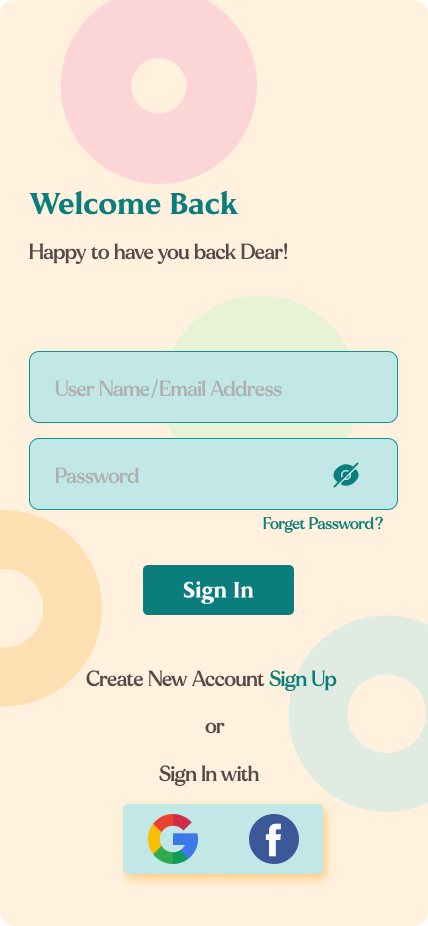 Welcome Back
Happy to have you back Dear!
User Name/Email Address
Password
Forget Password?
Sign In
Create New Account Sign Up
or
Sign In with